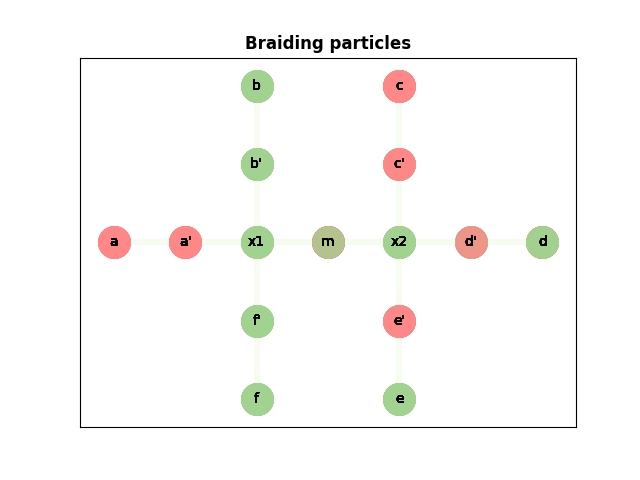 Braiding particles
b c
b' c'
a a' x1 m x2 d' d
f' e'
f e